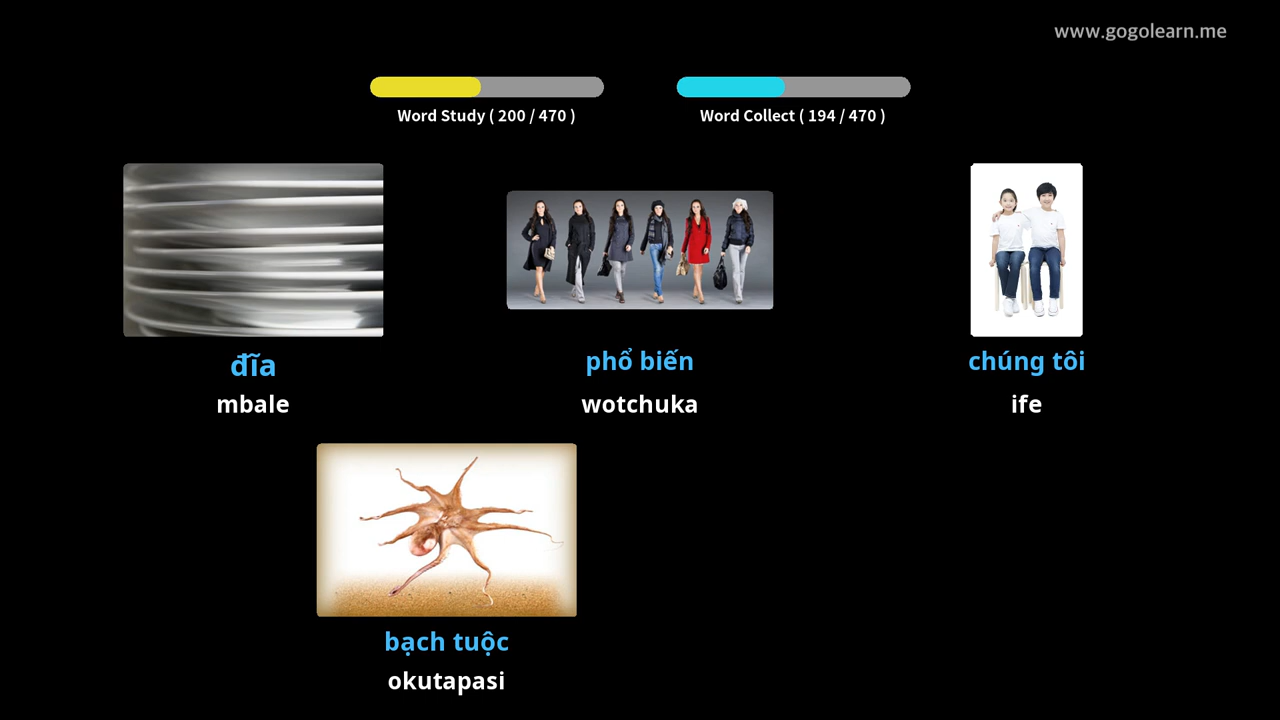 www.gogolearn.me
Word Study ( 200 / 470 )
Word Collect ( 194 / 470 )
đĩa
mbale
phổ biến
wotchuka
chúng tôi
ife
bạch tuộc
okutapasi